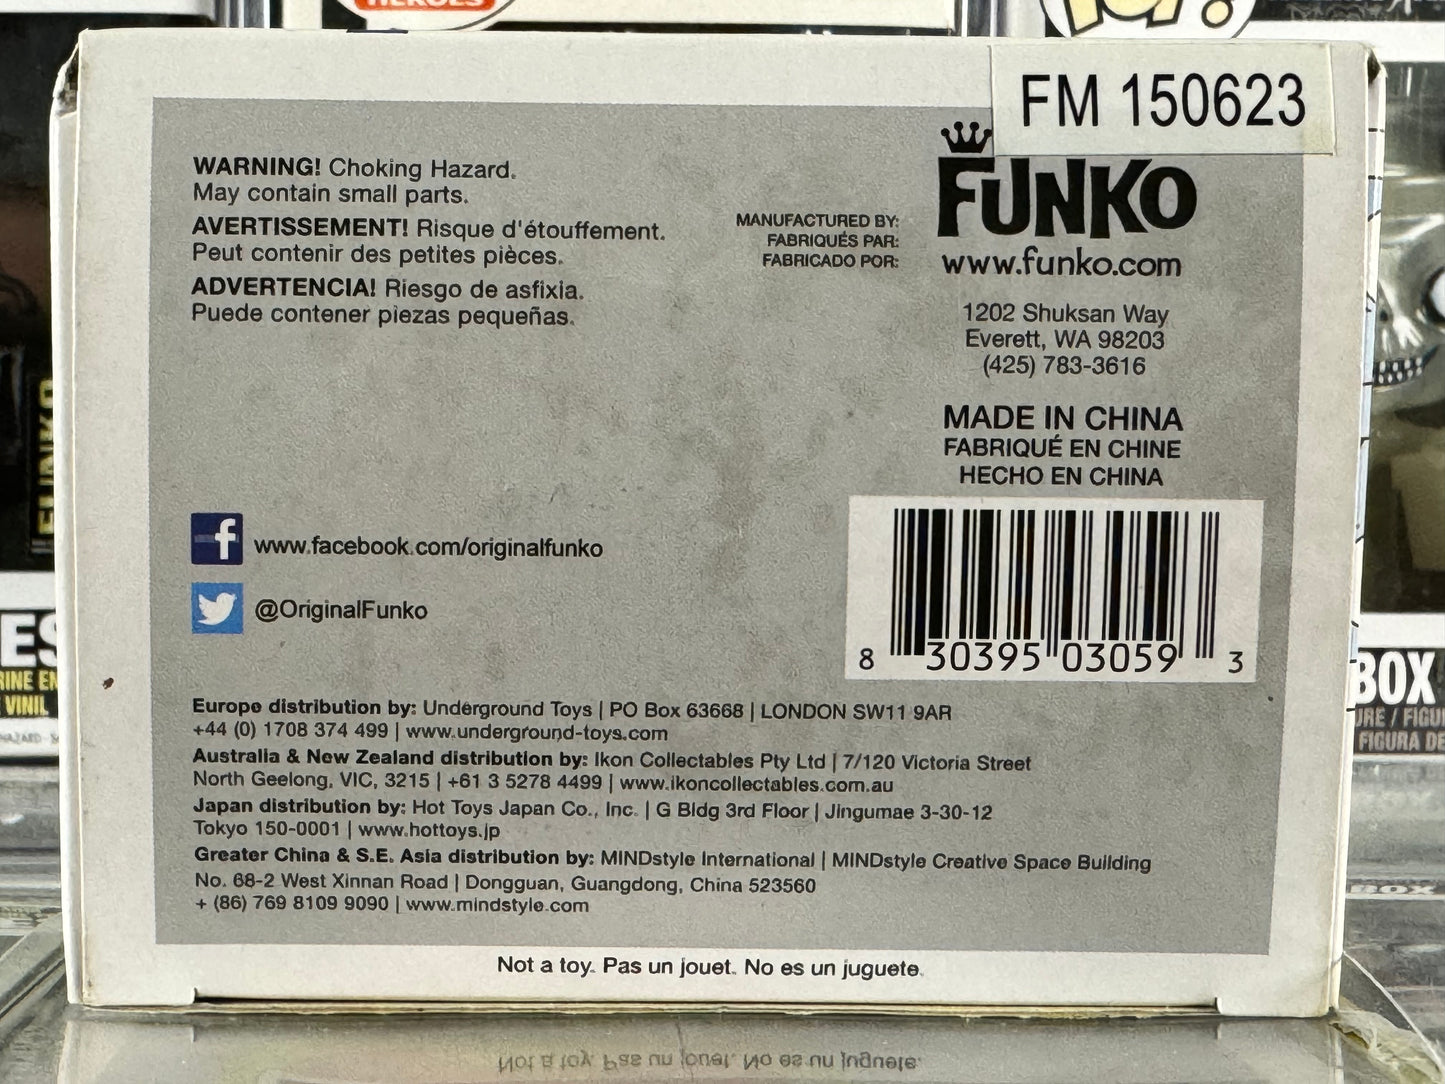 HEROES
POP!
FM 150623
WARNING! Choking Hazard.
May contain small parts.
AVERTISSEMENT! Risque d'étouffement.
Peut contenir des petites pièces.
ADVERTENCIA! Riesgo de asfixia.
Puede contener piezas pequeñas.
MANUFACTURED BY:
FABRIQUÉS PAR:
FABRICADO POR:
FUNKO
www.funko.com
1202 Shuksan Way
Everett, WA 98203
(425) 783-3616
MADE IN CHINA
FABRIQUÉ EN CHINE
HECHO EN CHINA
8 30395 03059 3
f www.facebook.com/originalfunko
@OriginalFunko
Europe distribution by: Underground Toys | PO Box 63668 | LONDON SW11 9AR
+44 (0) 1708 374 499 | www.underground-toys.com
Australia & New Zealand distribution by: Ikon Collectables Pty Ltd | 7/120 Victoria Street
North Geelong, VIC, 3215 | +61 3 5278 4499 | www.ikoncollectables.com.au
Japan distribution by: Hot Toys Japan Co., Inc. | G Bldg 3rd Floor | Jingumae 3-30-12
Tokyo 150-0001 | www.hottoys.jp
Greater China & S.E. Asia distribution by: MINDstyle International | MINDstyle Creative Space Building
No. 68-2 West Xinnan Road | Dongguan, Guangdong, China 523560
+ (86) 769 8109 9090 | www.mindstyle.com
Not a toy. Pas un jouet. No es un juguete.
FUNKO
VINIL
BOX
FIGURA DE
BOX